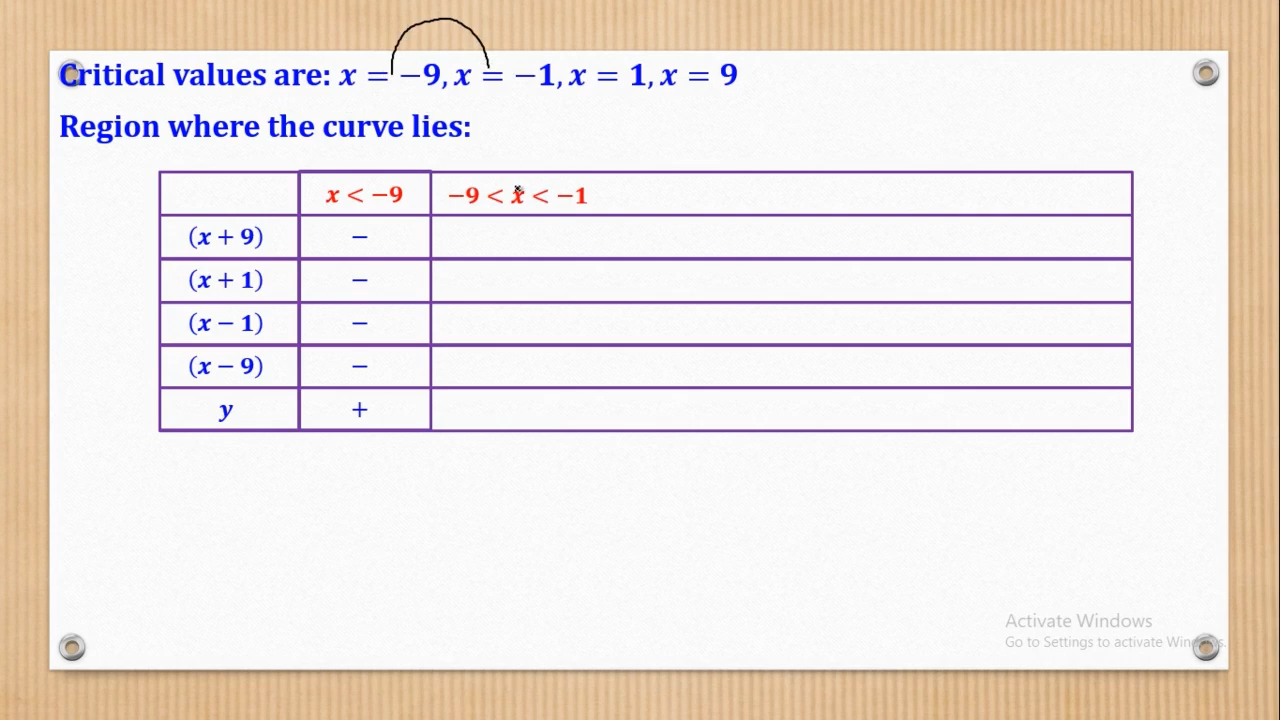 Critical values are: x = −9, x = −1, x = 1, x = 9
Region where the curve lies:
x < −9 −9 < x < −1
(x + 9) −
(x + 1) −
(x − 1) −
(x − 9) −
y +
Activate Windows
Go to Settings to activate Windows.